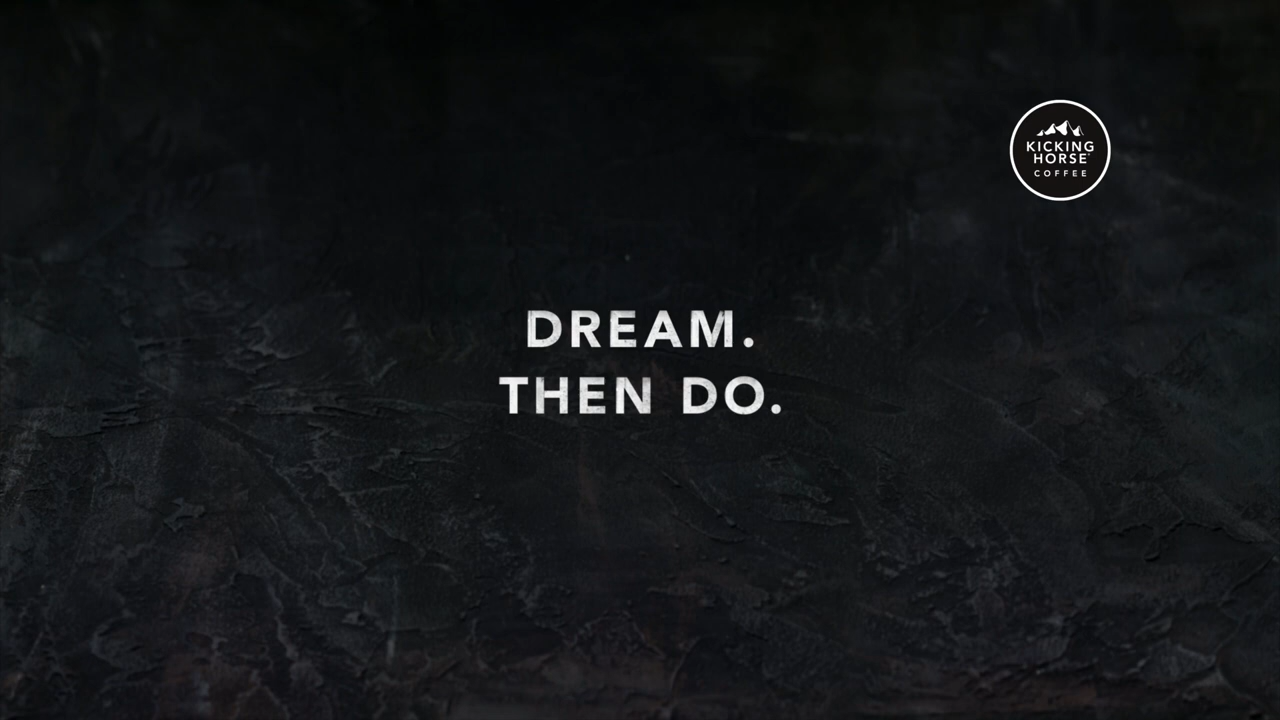 KICKING
HORSE
COFFEE
DREAM.
THEN DO.